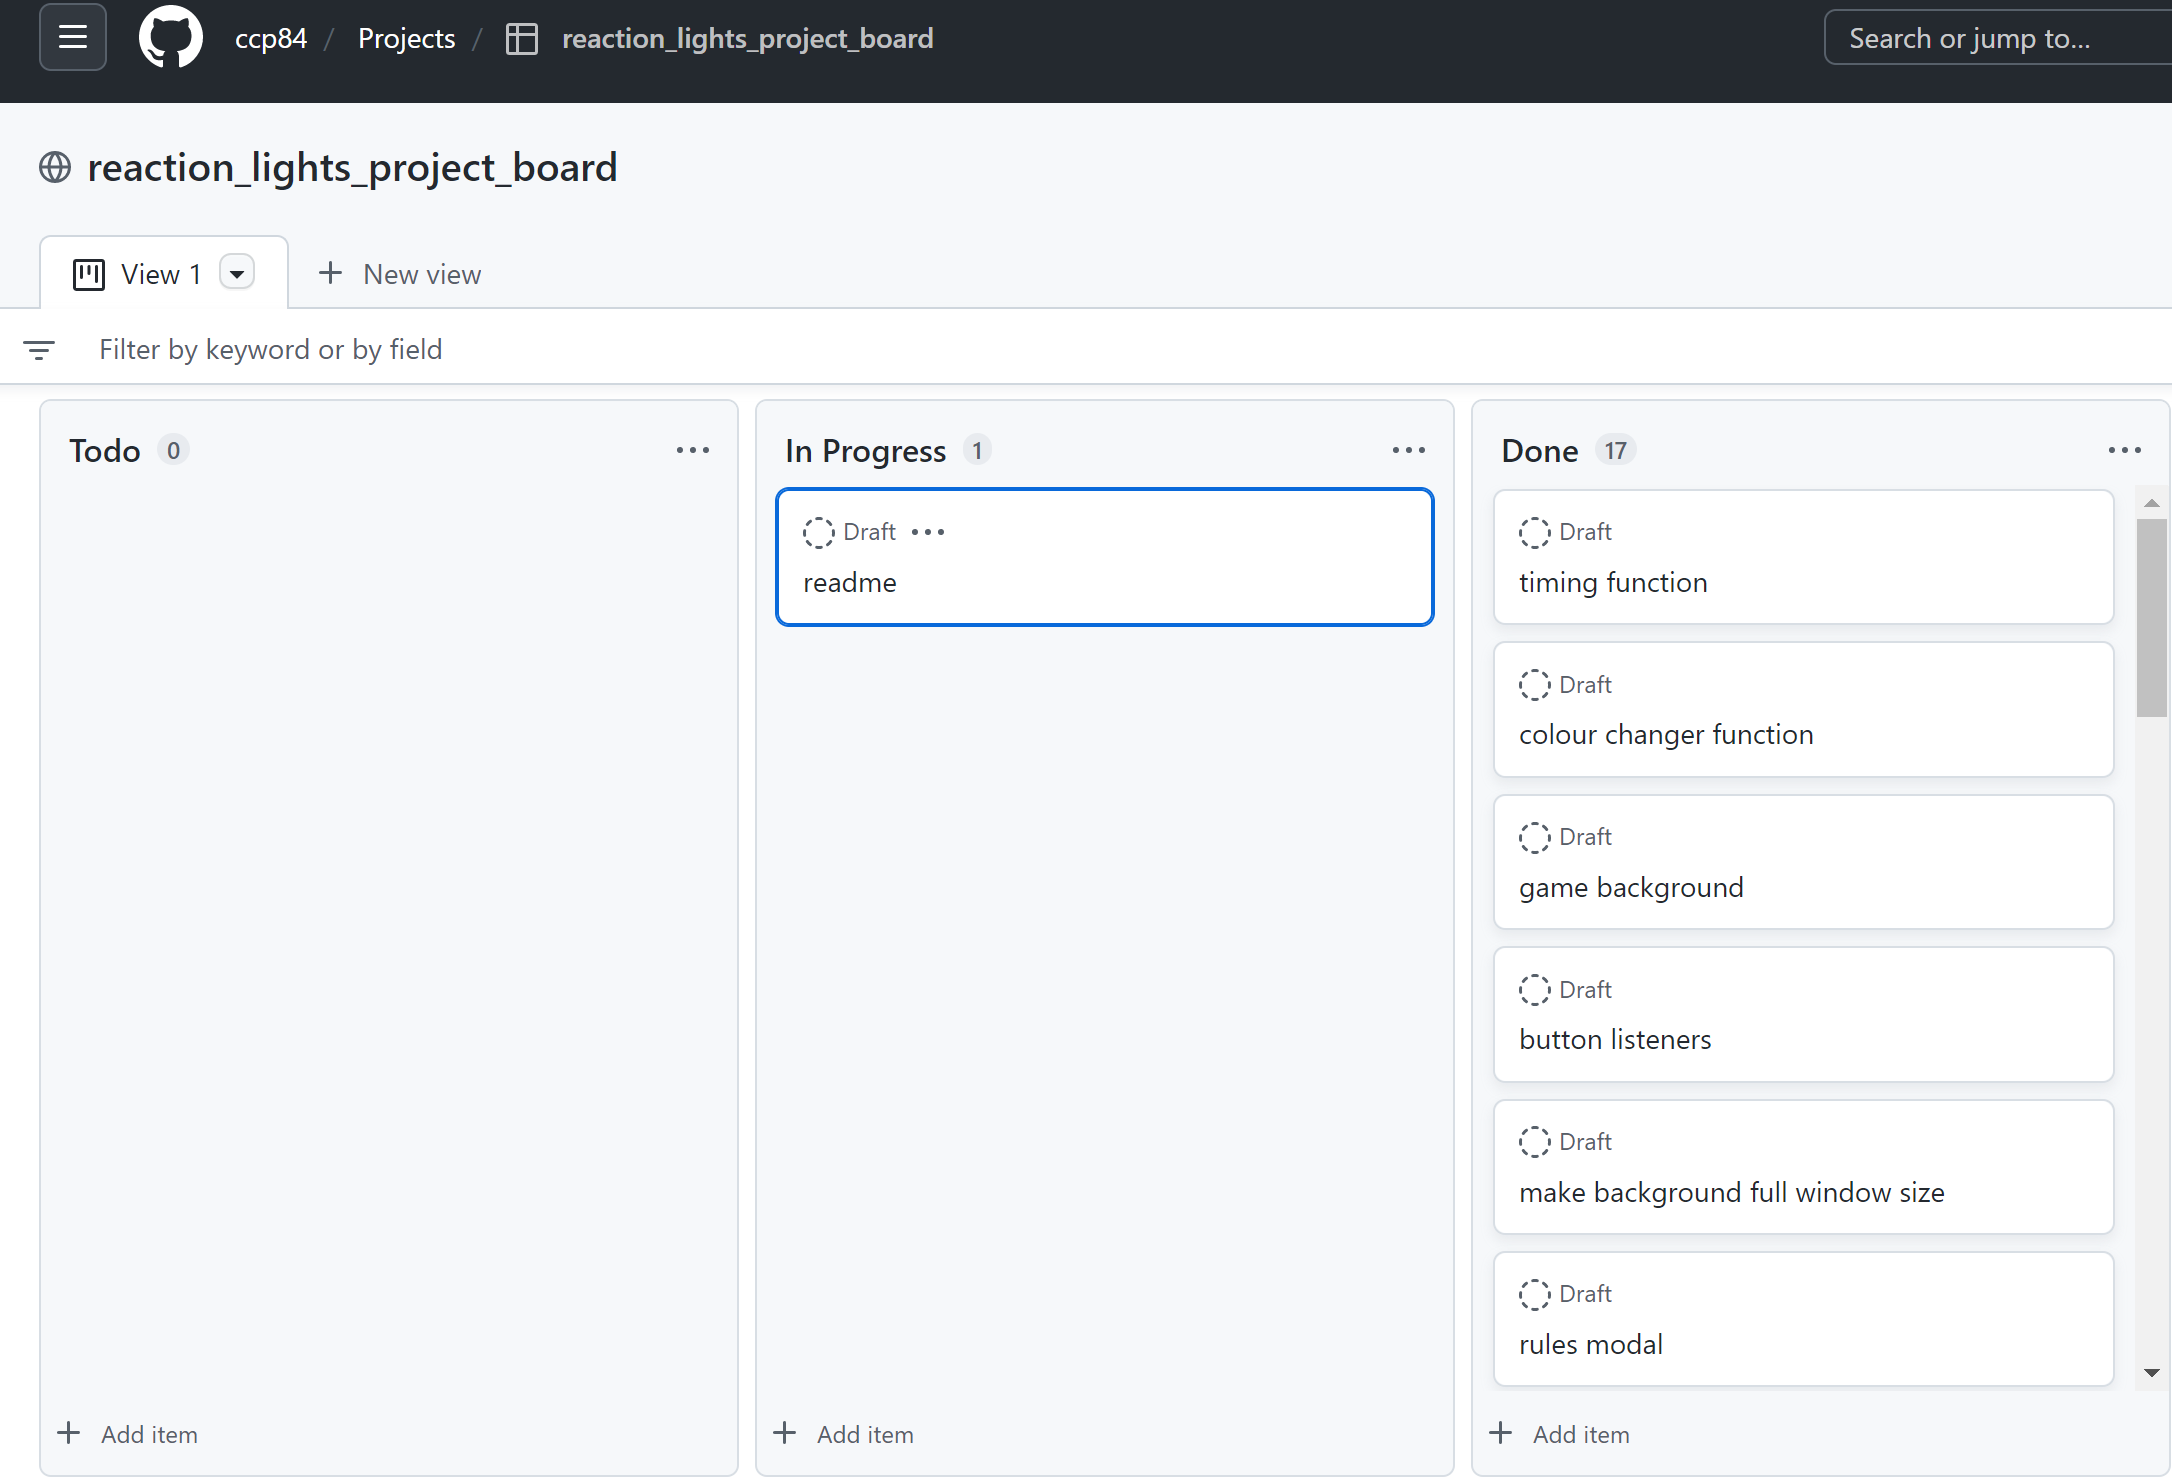 ccp84 / Projects / reaction_lights_project_board
Search or jump to...
reaction_lights_project_board
View 1
New view
Filter by keyword or by field
Todo 0
Add item
In Progress 1
Draft
readme
Add item
Done 17
Draft
timing function
Draft
colour changer function
Draft
game background
Draft
button listeners
Draft
make background full window size
Draft
rules modal
Add item